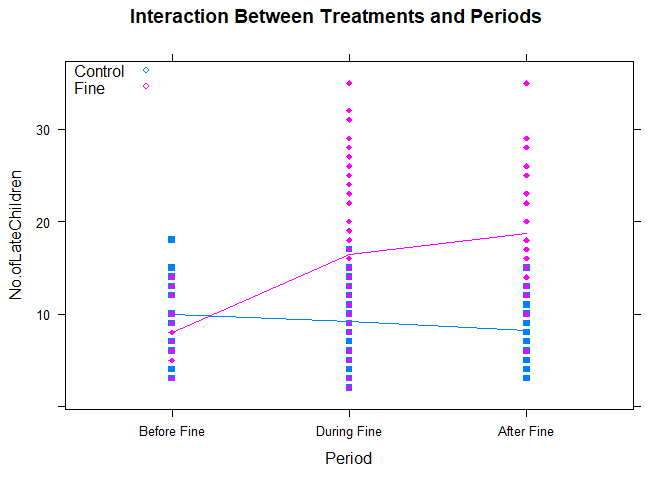 Interaction Between Treatments and Periods
Control
Fine
30
20
10
No.ofLateChildren
Before Fine
During Fine
After Fine
Period